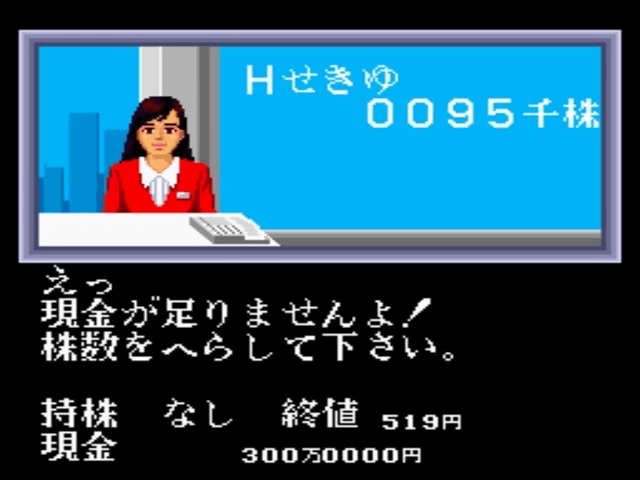 Hせきゆ
0095千株
えっ
現金が足りませんよ!
株数をへらして下さい。
持株 なし 終値 519円
現金 300万0000円